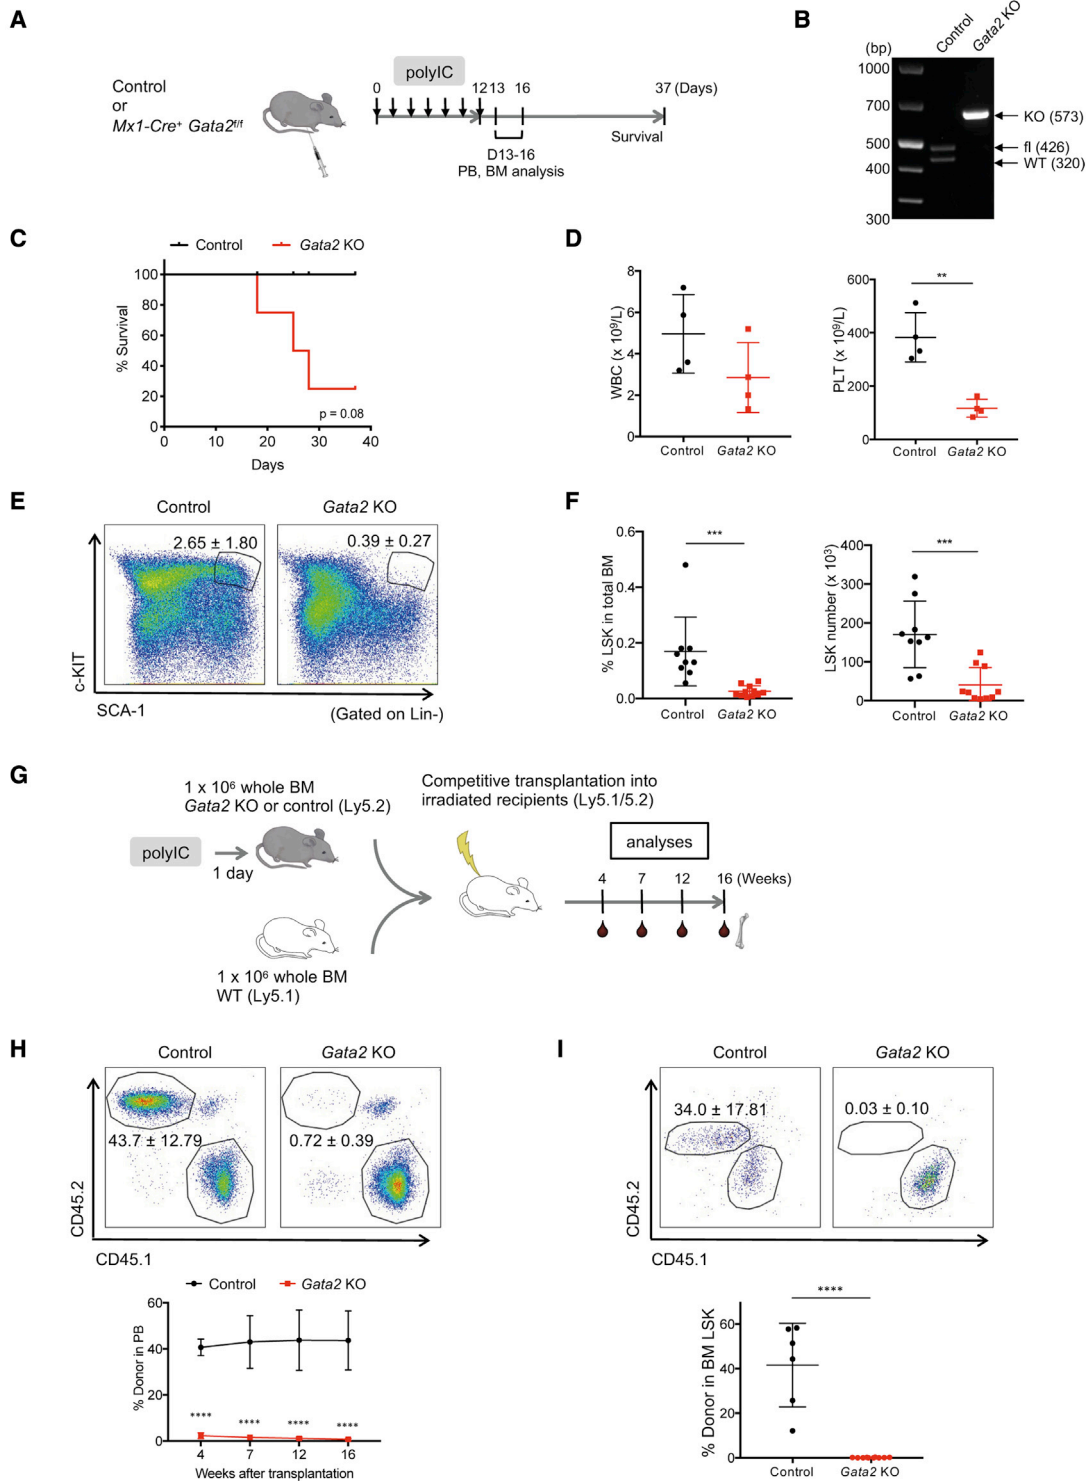 A
Control
or
Mx1-Cre⁺ Gata2f/f
polyIC
0 12 13 16 37 (Days)
D13-16
PB, BM analysis
Survival
B
(bp)
Control
Gata2 KO
1000
700
500
400
300
KO (573)
fl (426)
WT (320)
C
Control Gata2 KO
% Survival
100
80
60
40
20
0
p = 0.08
0 10 20 30 40
Days
D
WBC (x 10⁹/L)
8
6
4
2
0
Control Gata2 KO
PLT (x 10⁹/L)
600
400
200
0
**
Control Gata2 KO
E
Control Gata2 KO
2.65 ± 1.80
0.39 ± 0.27
c-KIT
SCA-1 (Gated on Lin-)
F
% LSK in total BM
0.6
0.4
0.2
0.0
***
Control Gata2 KO
LSK number (x 10³)
400
300
200
100
0
***
Control Gata2 KO
G
1 x 10⁶ whole BM
Gata2 KO or control (Ly5.2)
polyIC
1 day
1 x 10⁶ whole BM
WT (Ly5.1)
Competitive transplantation into
irradiated recipients (Ly5.1/5.2)
analyses
4 7 12 16 (Weeks)
H
Control Gata2 KO
43.7 ± 12.79
0.72 ± 0.39
CD45.2
CD45.1
Control Gata2 KO
% Donor in PB
60
40
20
0
**** **** **** ****
4 7 12 16
Weeks after transplantation
I
Control Gata2 KO
34.0 ± 17.81
0.03 ± 0.10
CD45.2
CD45.1
% Donor in BM LSK
60
40
20
0
****
Control Gata2 KO